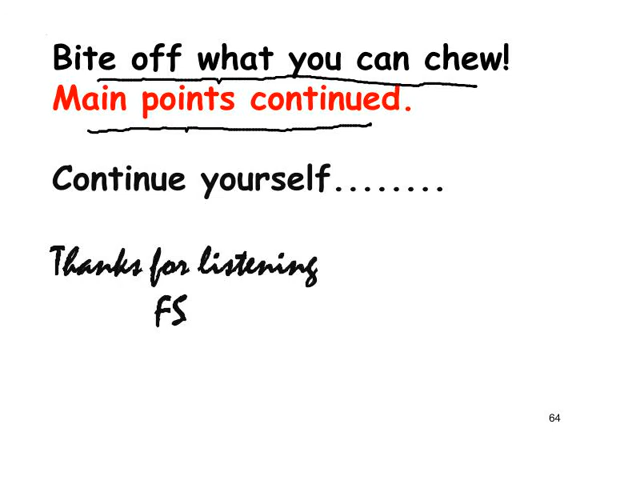 Bite off what you can chew!
Main points continued.
Continue yourself........
Thanks for listening
FS
64